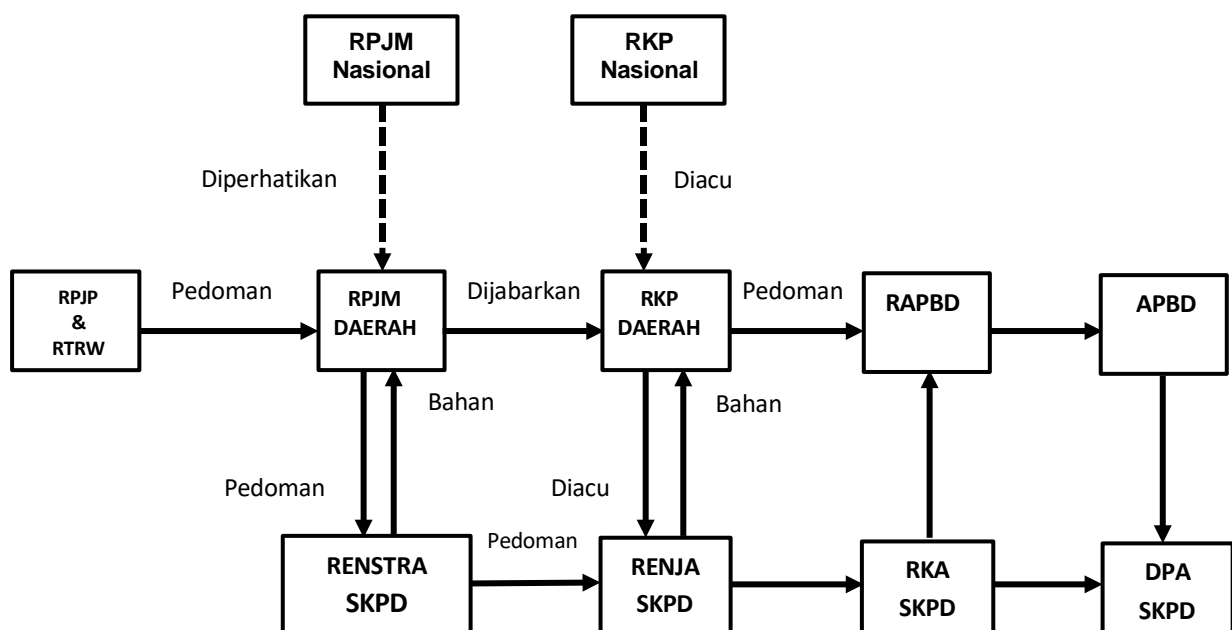 RPJM
Nasional
RKP
Nasional
Diperhatikan
Diacu
RPJP
&
RTRW
Pedoman
RPJM
DAERAH
Dijabarkan
RKP
DAERAH
Pedoman
RAPBD
APBD
Bahan
Bahan
Pedoman
Diacu
RENSTRA
SKPD
Pedoman
RENJA
SKPD
RKA
SKPD
DPA
SKPD